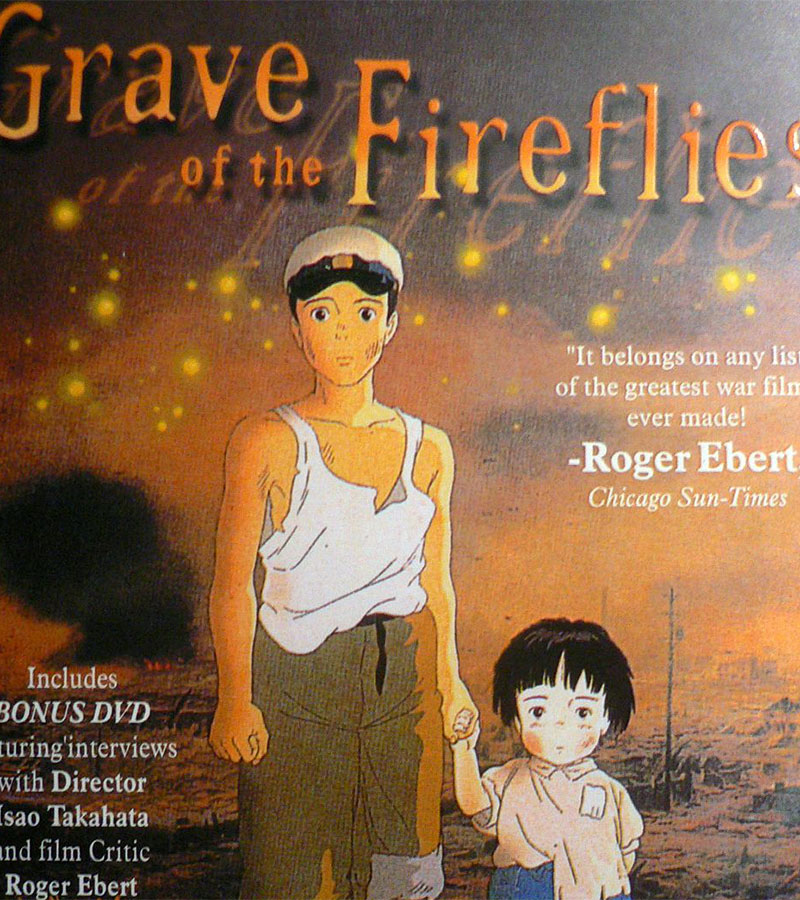 Grave
of the Fireflies
"It belongs on any list
of the greatest war film
ever made!
-Roger Ebert,
Chicago Sun-Times
Includes
BONUS DVD
turing interviews
with Director
Isao Takahata
and film Critic
Roger Ebert